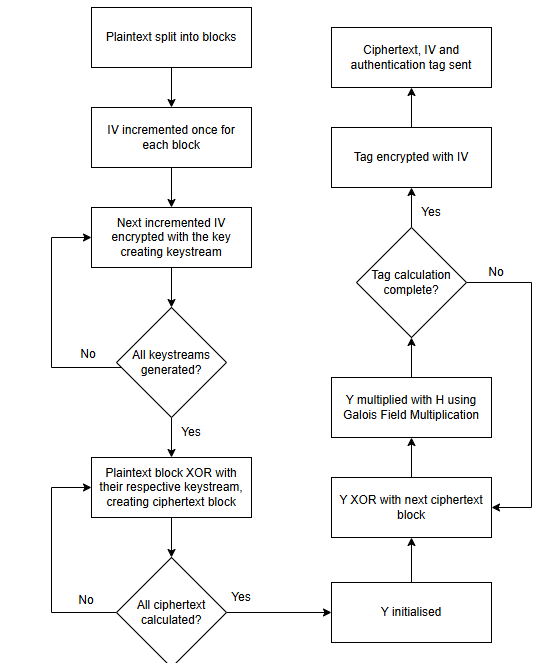 Plaintext split into blocks
IV incremented once for
each block
Next incremented IV
encrypted with the key
creating keystream
No
All keystreams
generated?
Yes
Plaintext block XOR with
their respective keystream,
creating ciphertext block
No
All ciphertext
calculated?
Yes
Y initialised
Y XOR with next ciphertext
block
Y multiplied with H using
Galois Field Multiplication
Tag calculation
complete?
No
Yes
Tag encrypted with IV
Ciphertext, IV and
authentication tag sent